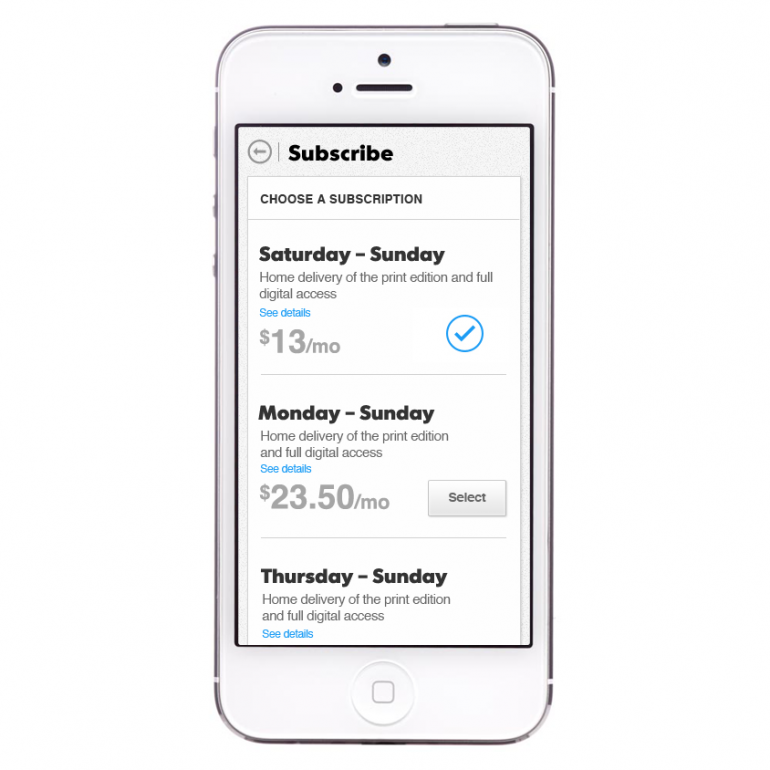 Subscribe
CHOOSE A SUBSCRIPTION
Saturday – Sunday
Home delivery of the print edition and full
digital access
See details
$13/mo
Monday – Sunday
Home delivery of the print edition
and full digital access
See details
$23.50/mo
Select
Thursday – Sunday
Home delivery of the print edition
and full digital access
See details